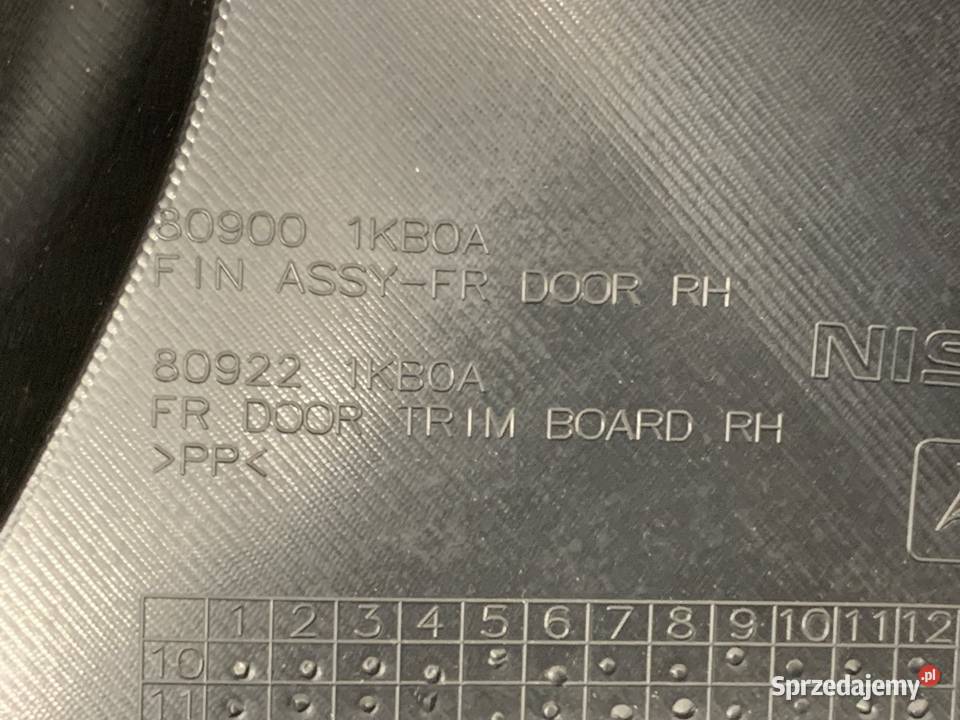 80900 1KB0A
FIN ASSY-FR DOOR RH
NIS
80922 1KB0A
FR DOOR TRIM BOARD RH
>PP<
1 2 3 4 5 6 7 8 9 10 11 12
10
11
Sprzedajemy.pl